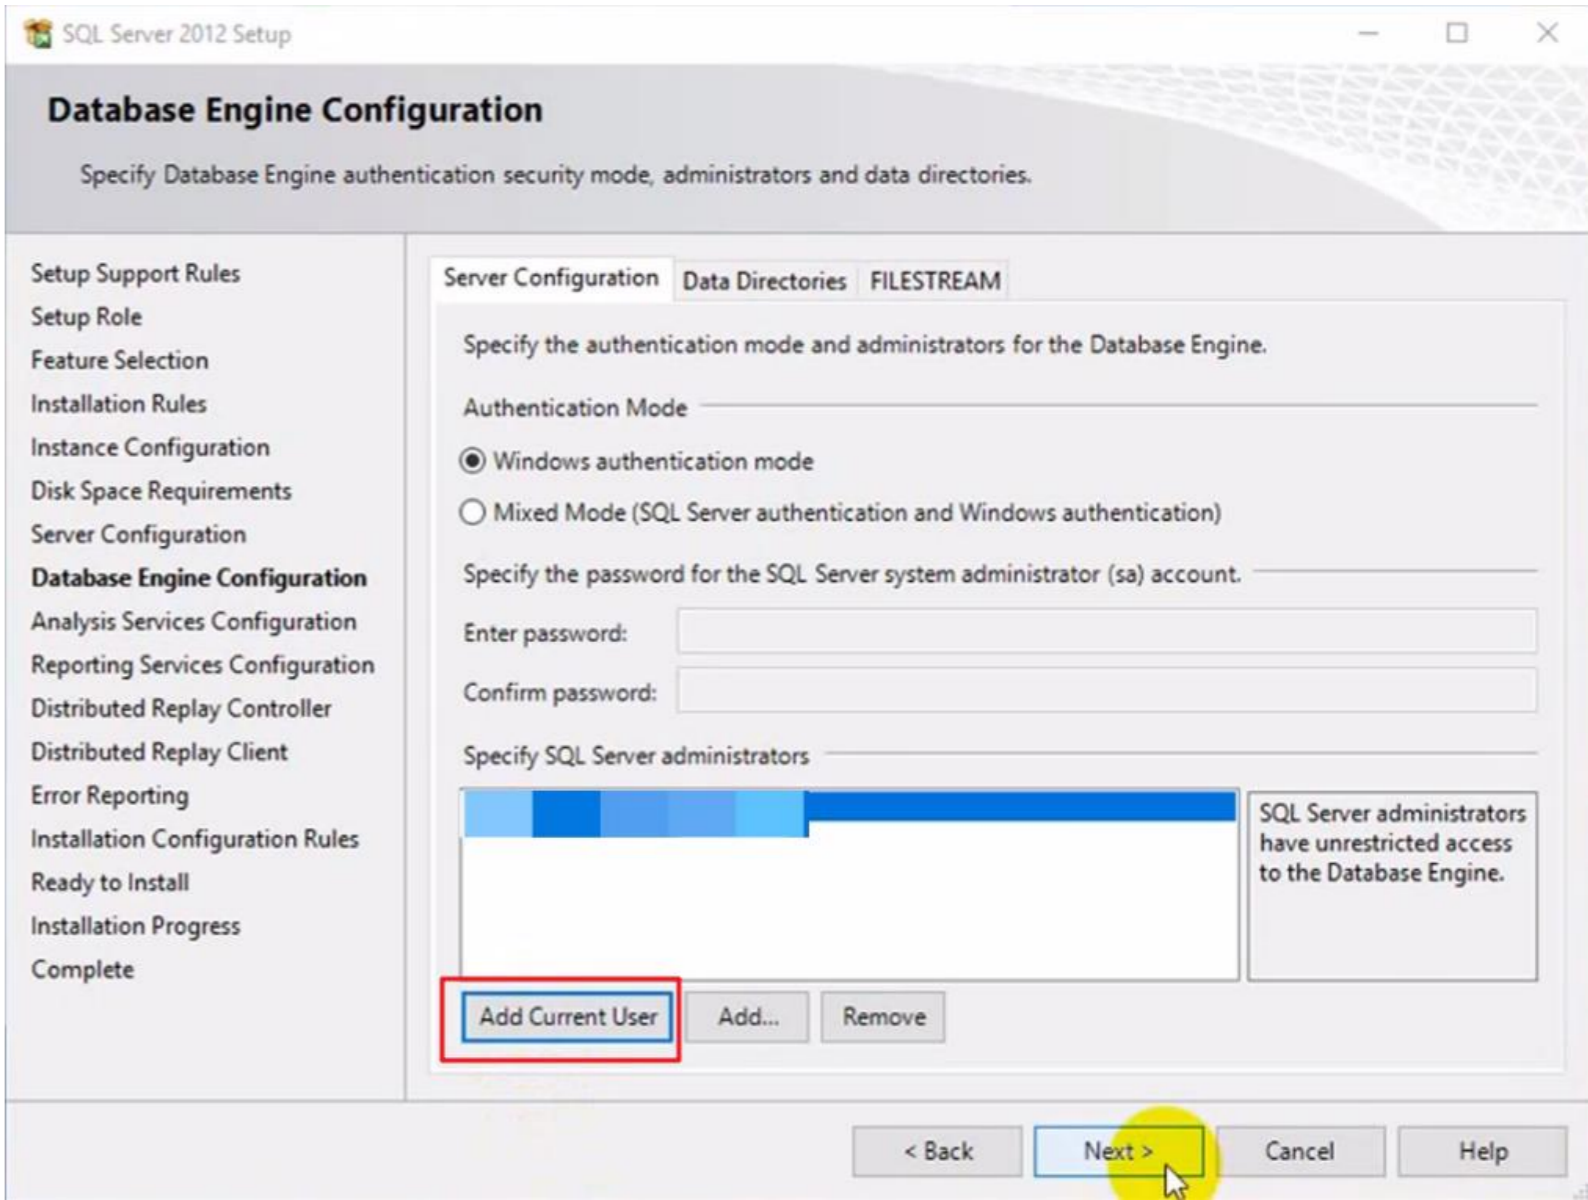 SQL Server 2012 Setup
Database Engine Configuration
Specify Database Engine authentication security mode, administrators and data directories.
Setup Support Rules
Setup Role
Feature Selection
Installation Rules
Instance Configuration
Disk Space Requirements
Server Configuration
Database Engine Configuration
Analysis Services Configuration
Reporting Services Configuration
Distributed Replay Controller
Distributed Replay Client
Error Reporting
Installation Configuration Rules
Ready to Install
Installation Progress
Complete
Server Configuration Data Directories FILESTREAM
Specify the authentication mode and administrators for the Database Engine.
Authentication Mode
Windows authentication mode
Mixed Mode (SQL Server authentication and Windows authentication)
Specify the password for the SQL Server system administrator (sa) account.
Enter password:
Confirm password:
Specify SQL Server administrators
SQL Server administrators
have unrestricted access
to the Database Engine.
Add Current User Add... Remove
< Back Next > Cancel Help